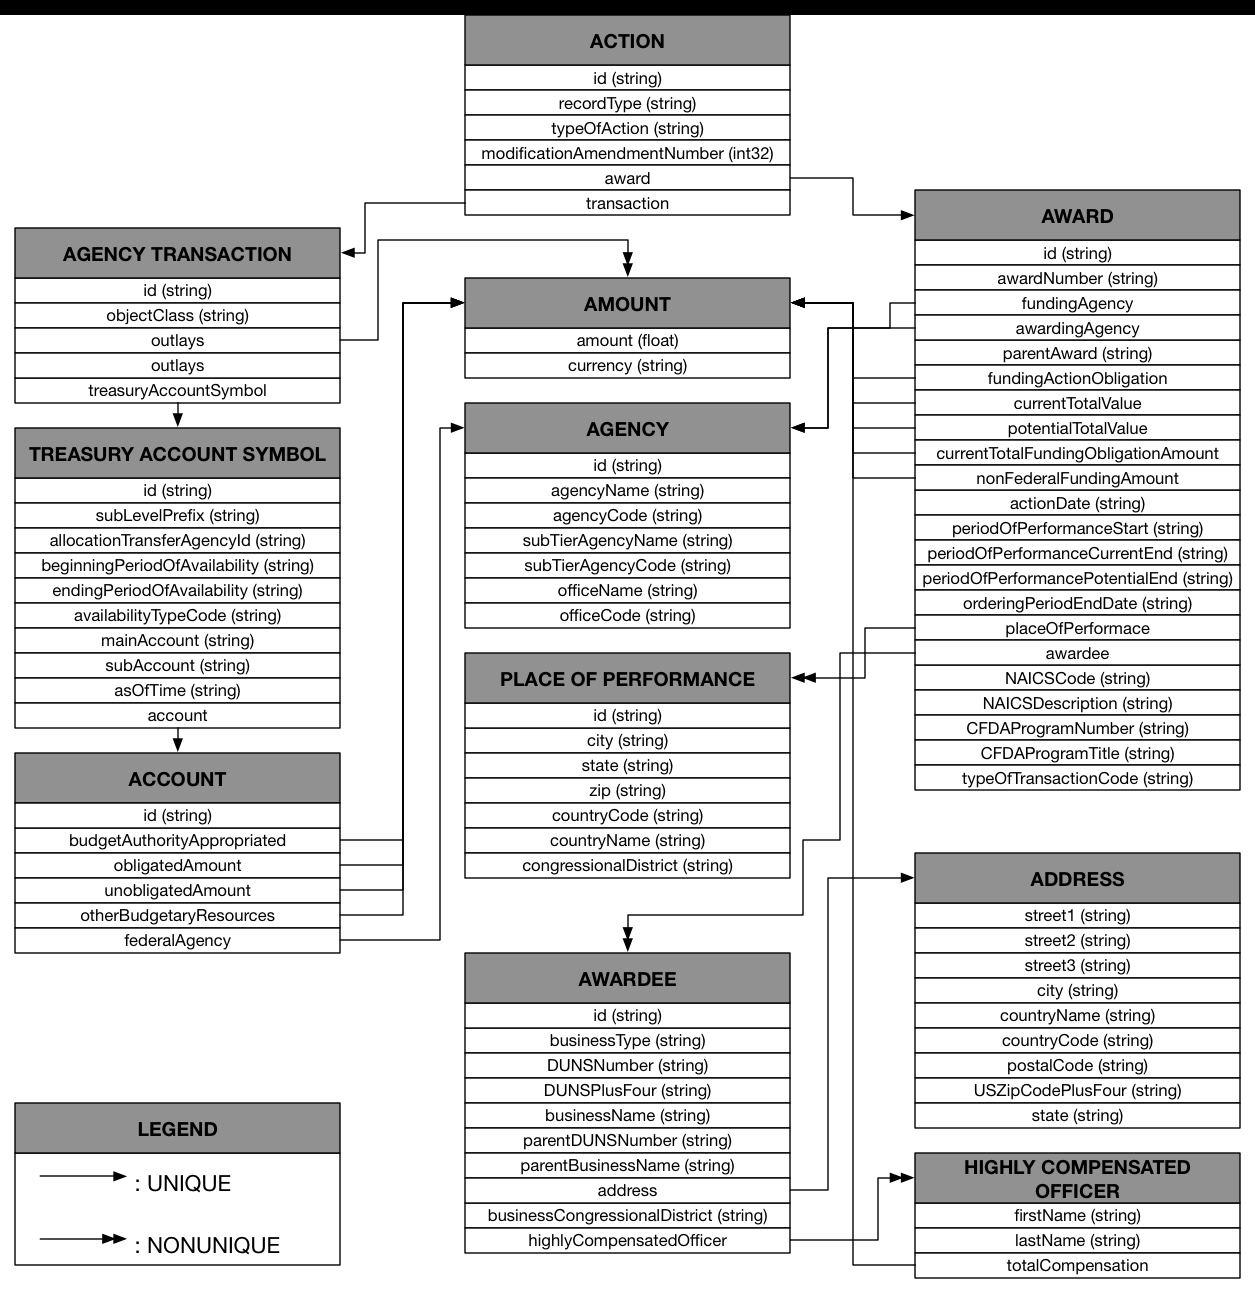 ACTION
id (string)
recordType (string)
typeOfAction (string)
modificationAmendmentNumber (int32)
award
transaction
AGENCY TRANSACTION
id (string)
objectClass (string)
outlays
outlays
treasuryAccountSymbol
TREASURY ACCOUNT SYMBOL
id (string)
subLevelPrefix (string)
allocationTransferAgencyId (string)
beginningPeriodOfAvailability (string)
endingPeriodOfAvailability (string)
availabilityTypeCode (string)
mainAccount (string)
subAccount (string)
asOfTime (string)
account
ACCOUNT
id (string)
budgetAuthorityAppropriated
obligatedAmount
unobligatedAmount
otherBudgetaryResources
federalAgency
LEGEND
: UNIQUE
: NONUNIQUE
AMOUNT
amount (float)
currency (string)
AGENCY
id (string)
agencyName (string)
agencyCode (string)
subTierAgencyName (string)
subTierAgencyCode (string)
officeName (string)
officeCode (string)
PLACE OF PERFORMANCE
id (string)
city (string)
state (string)
zip (string)
countryCode (string)
countryName (string)
congressionalDistrict (string)
AWARDEE
id (string)
businessType (string)
DUNSNumber (string)
DUNSPlusFour (string)
businessName (string)
parentDUNSNumber (string)
parentBusinessName (string)
address
businessCongressionalDistrict (string)
highlyCompensatedOfficer
AWARD
id (string)
awardNumber (string)
fundingAgency
awardingAgency
parentAward (string)
fundingActionObligation
currentTotalValue
potentialTotalValue
currentTotalFundingObligationAmount
nonFederalFundingAmount
actionDate (string)
periodOfPerformanceStart (string)
periodOfPerformanceCurrentEnd (string)
periodOfPerformancePotentialEnd (string)
orderingPeriodEndDate (string)
placeOfPerformace
awardee
NAICSCode (string)
NAICSDescription (string)
CFDAProgramNumber (string)
CFDAProgramTitle (string)
typeOfTransactionCode (string)
ADDRESS
street1 (string)
street2 (string)
street3 (string)
city (string)
countryName (string)
countryCode (string)
postalCode (string)
USZipCodePlusFour (string)
state (string)
HIGHLY COMPENSATED
OFFICER
firstName (string)
lastName (string)
totalCompensation